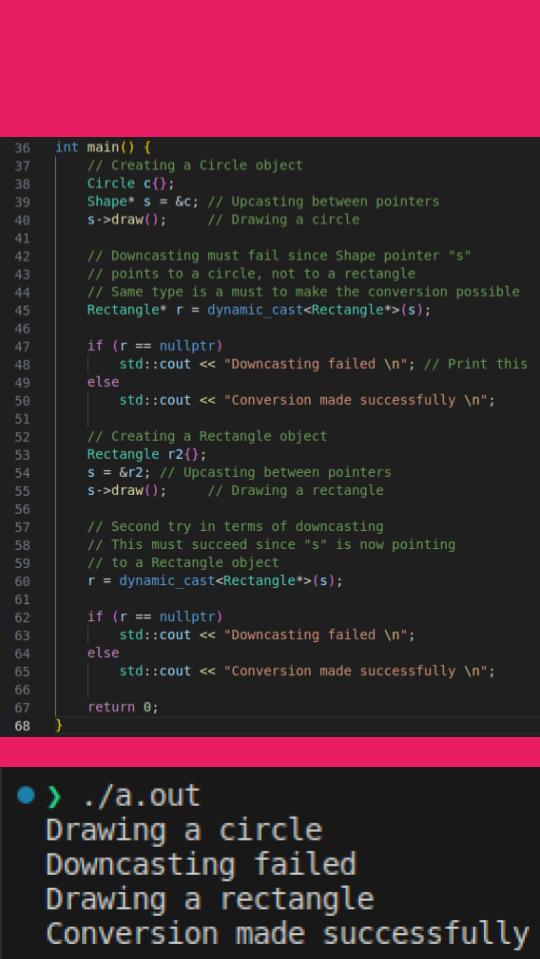 36 int main() {
37     // Creating a Circle object
38     Circle c{};
39     Shape* s = &c; // Upcasting between pointers
40     s->draw();     // Drawing a circle
41
42     // Downcasting must fail since Shape pointer "s"
43     // points to a circle, not to a rectangle
44     // Same type is a must to make the conversion possible
45     Rectangle* r = dynamic_cast<Rectangle*>(s);
46
47     if (r == nullptr)
48         std::cout << "Downcasting failed \n"; // Print this
49     else
50         std::cout << "Conversion made successfully \n";
51
52     // Creating a Rectangle object
53     Rectangle r2{};
54     s = &r2; // Upcasting between pointers
55     s->draw();     // Drawing a rectangle
56
57     // Second try in terms of downcasting
58     // This must succeed since "s" is now pointing
59     // to a Rectangle object
60     r = dynamic_cast<Rectangle*>(s);
61
62     if (r == nullptr)
63         std::cout << "Downcasting failed \n";
64     else
65         std::cout << "Conversion made successfully \n";
66
67     return 0;
68 }
❯ ./a.out
Drawing a circle
Downcasting failed
Drawing a rectangle
Conversion made successfully